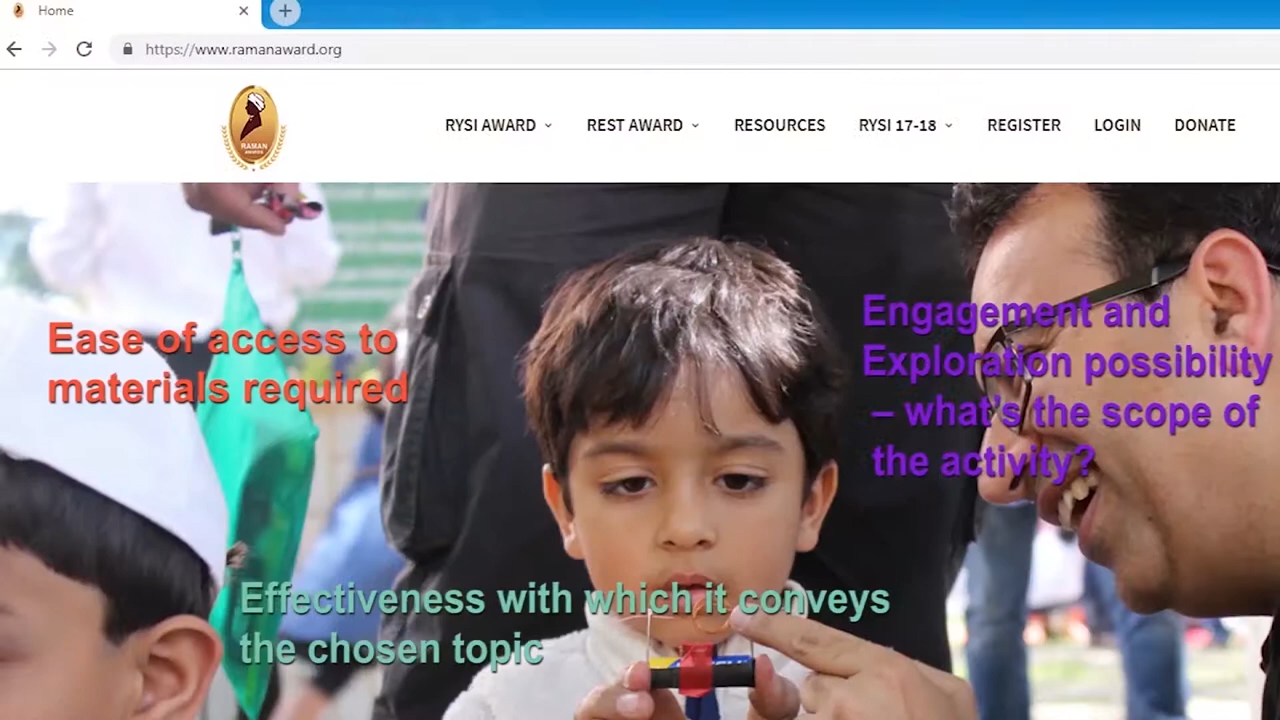 Home
https://www.ramanaward.org
RAMAN
RYSI AWARD
REST AWARD
RESOURCES
RYSI 17-18
REGISTER
LOGIN
DONATE
Ease of access to
materials required
Engagement and
Exploration possibility
– what's the scope of
the activity?
Effectiveness with which it conveys
the chosen topic